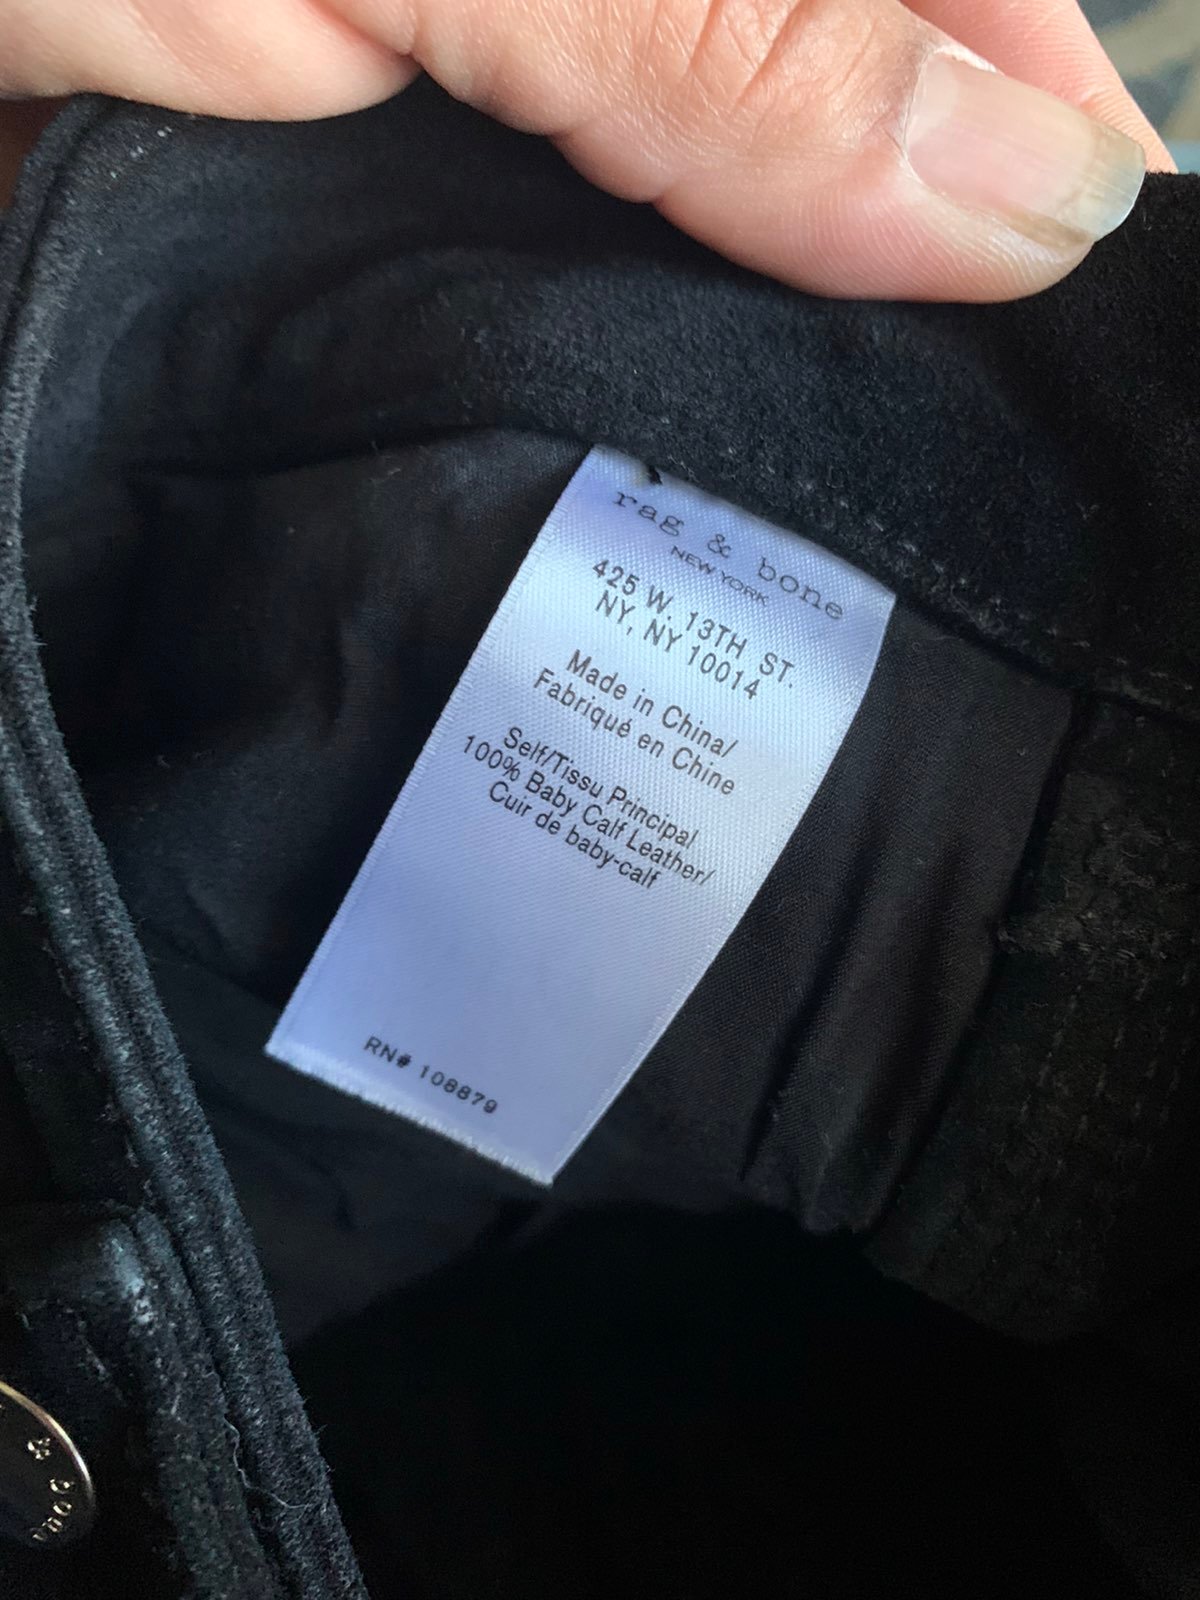 rag & bone
NEW YORK
425 W. 13TH ST.
NY, NY 10014
Made in China/
Fabriqué en Chine
Self/Tissu Principal
100% Baby Calf Leather/
Cuir de baby-calf
RN# 108879
& bone